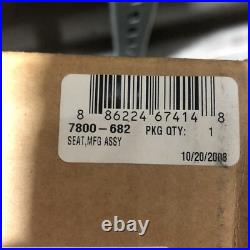 8 86224 67414 8
7800-682 PKG QTY: 1
SEAT,MFG ASSY
10/20/2008